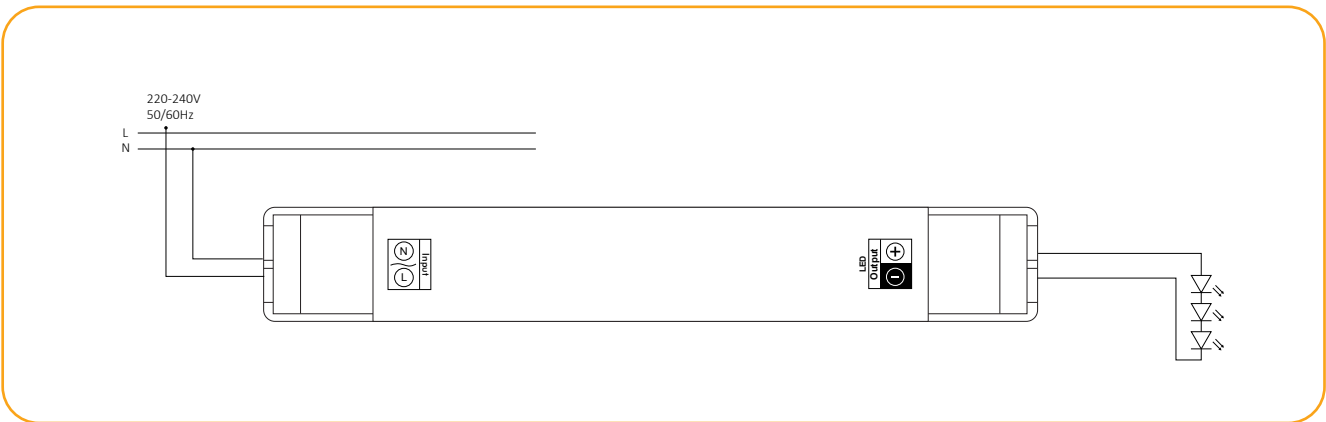 220-240V
50/60Hz
L
N
N
L
Input
LED
Output
+
−